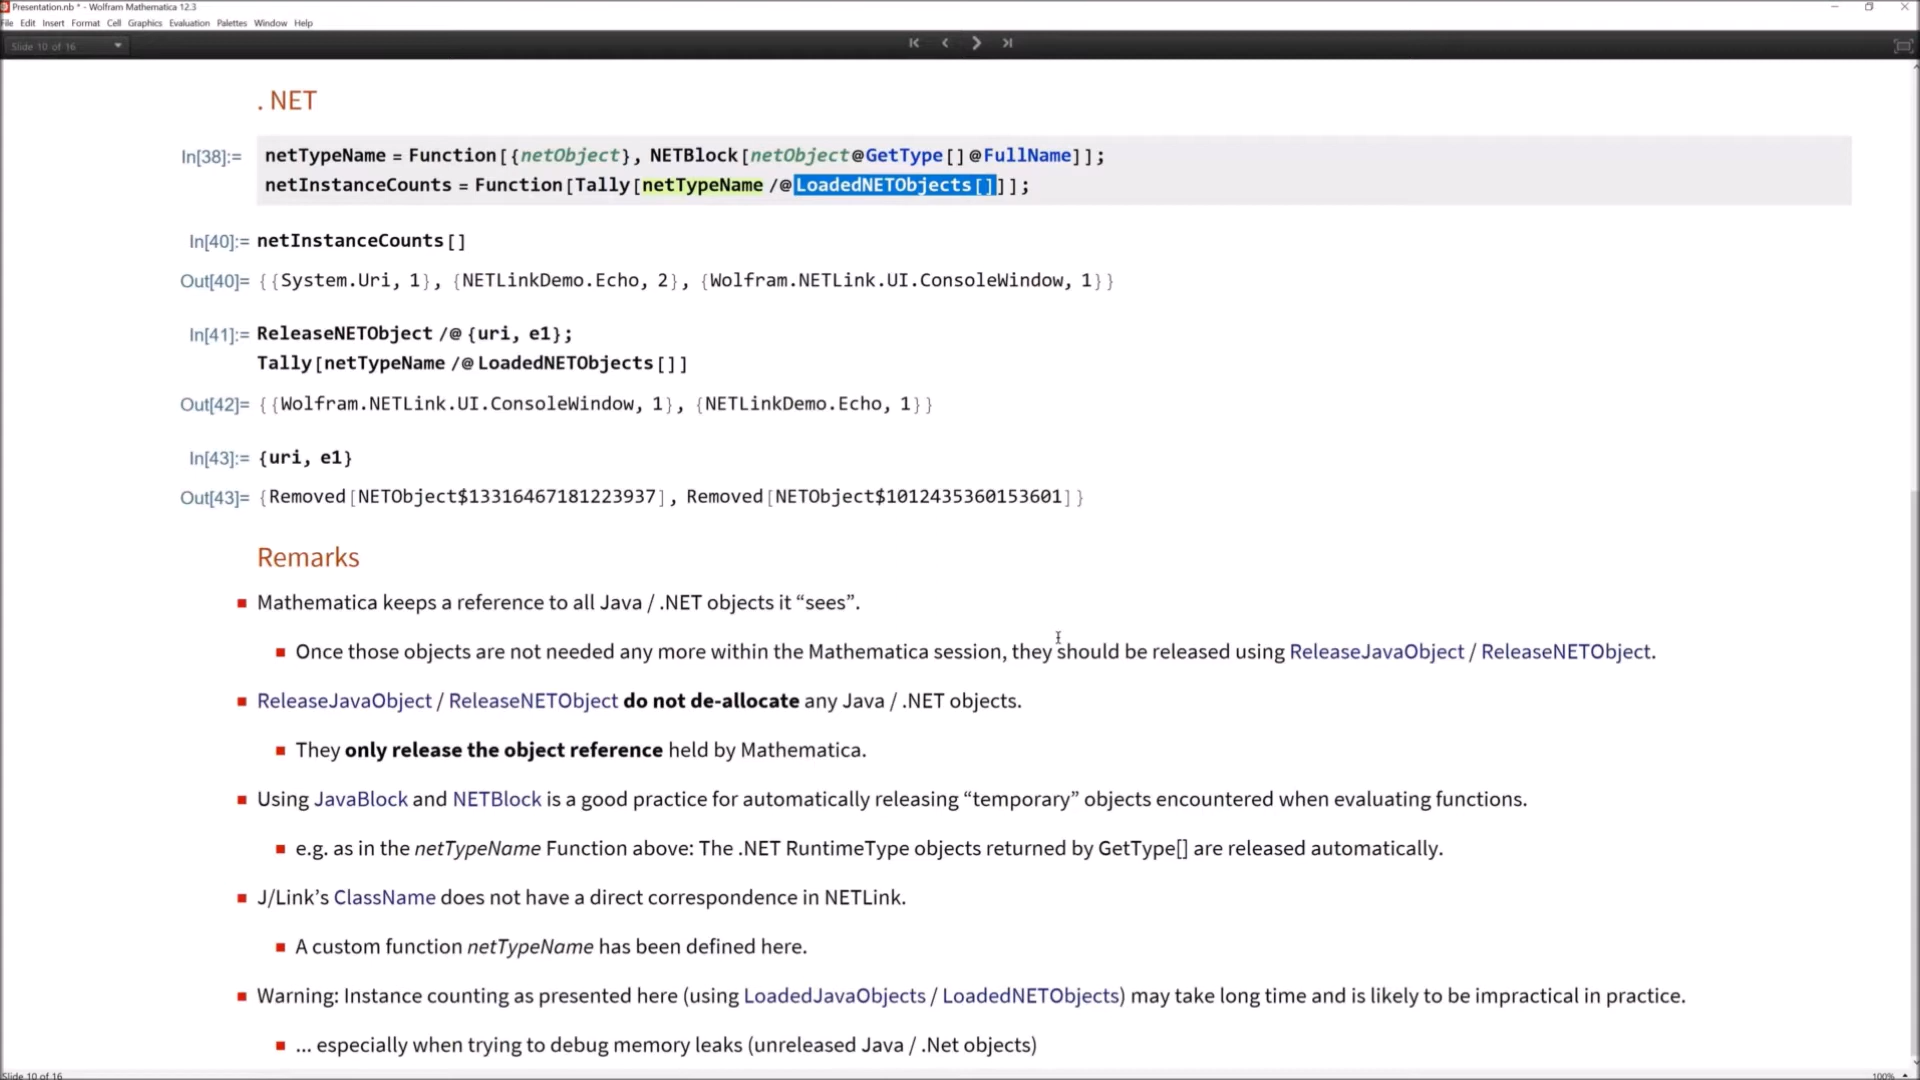 Presentation.nb * - Wolfram Mathematica 12.3
File Edit Insert Format Cell Graphics Evaluation Palettes Window Help
Slide 10 of 16
. NET
In[38]:= netTypeName = Function[{netObject}, NETBlock[netObject@GetType[]@FullName]];
netInstanceCounts = Function[Tally[netTypeName /@ LoadedNETObjects[]]];
In[40]:= netInstanceCounts[]
Out[40]= {{System.Uri, 1}, {NETLinkDemo.Echo, 2}, {Wolfram.NETLink.UI.ConsoleWindow, 1}}
In[41]:= ReleaseNETObject /@ {uri, e1};
Tally[netTypeName /@ LoadedNETObjects[]]
Out[42]= {{Wolfram.NETLink.UI.ConsoleWindow, 1}, {NETLinkDemo.Echo, 1}}
In[43]:= {uri, e1}
Out[43]= {Removed[NETObject$13316467181223937], Removed[NETObject$1012435360153601]}
Remarks
Mathematica keeps a reference to all Java / .NET objects it “sees”.
Once those objects are not needed any more within the Mathematica session, they should be released using ReleaseJavaObject / ReleaseNETObject.
ReleaseJavaObject / ReleaseNETObject do not de-allocate any Java / .NET objects.
They only release the object reference held by Mathematica.
Using JavaBlock and NETBlock is a good practice for automatically releasing “temporary” objects encountered when evaluating functions.
e.g. as in the netTypeName Function above: The .NET RuntimeType objects returned by GetType[] are released automatically.
J/Link’s ClassName does not have a direct correspondence in NETLink.
A custom function netTypeName has been defined here.
Warning: Instance counting as presented here (using LoadedJavaObjects / LoadedNETObjects) may take long time and is likely to be impractical in practice.
... especially when trying to debug memory leaks (unreleased Java / .Net objects)
Slide 10 of 16
100%